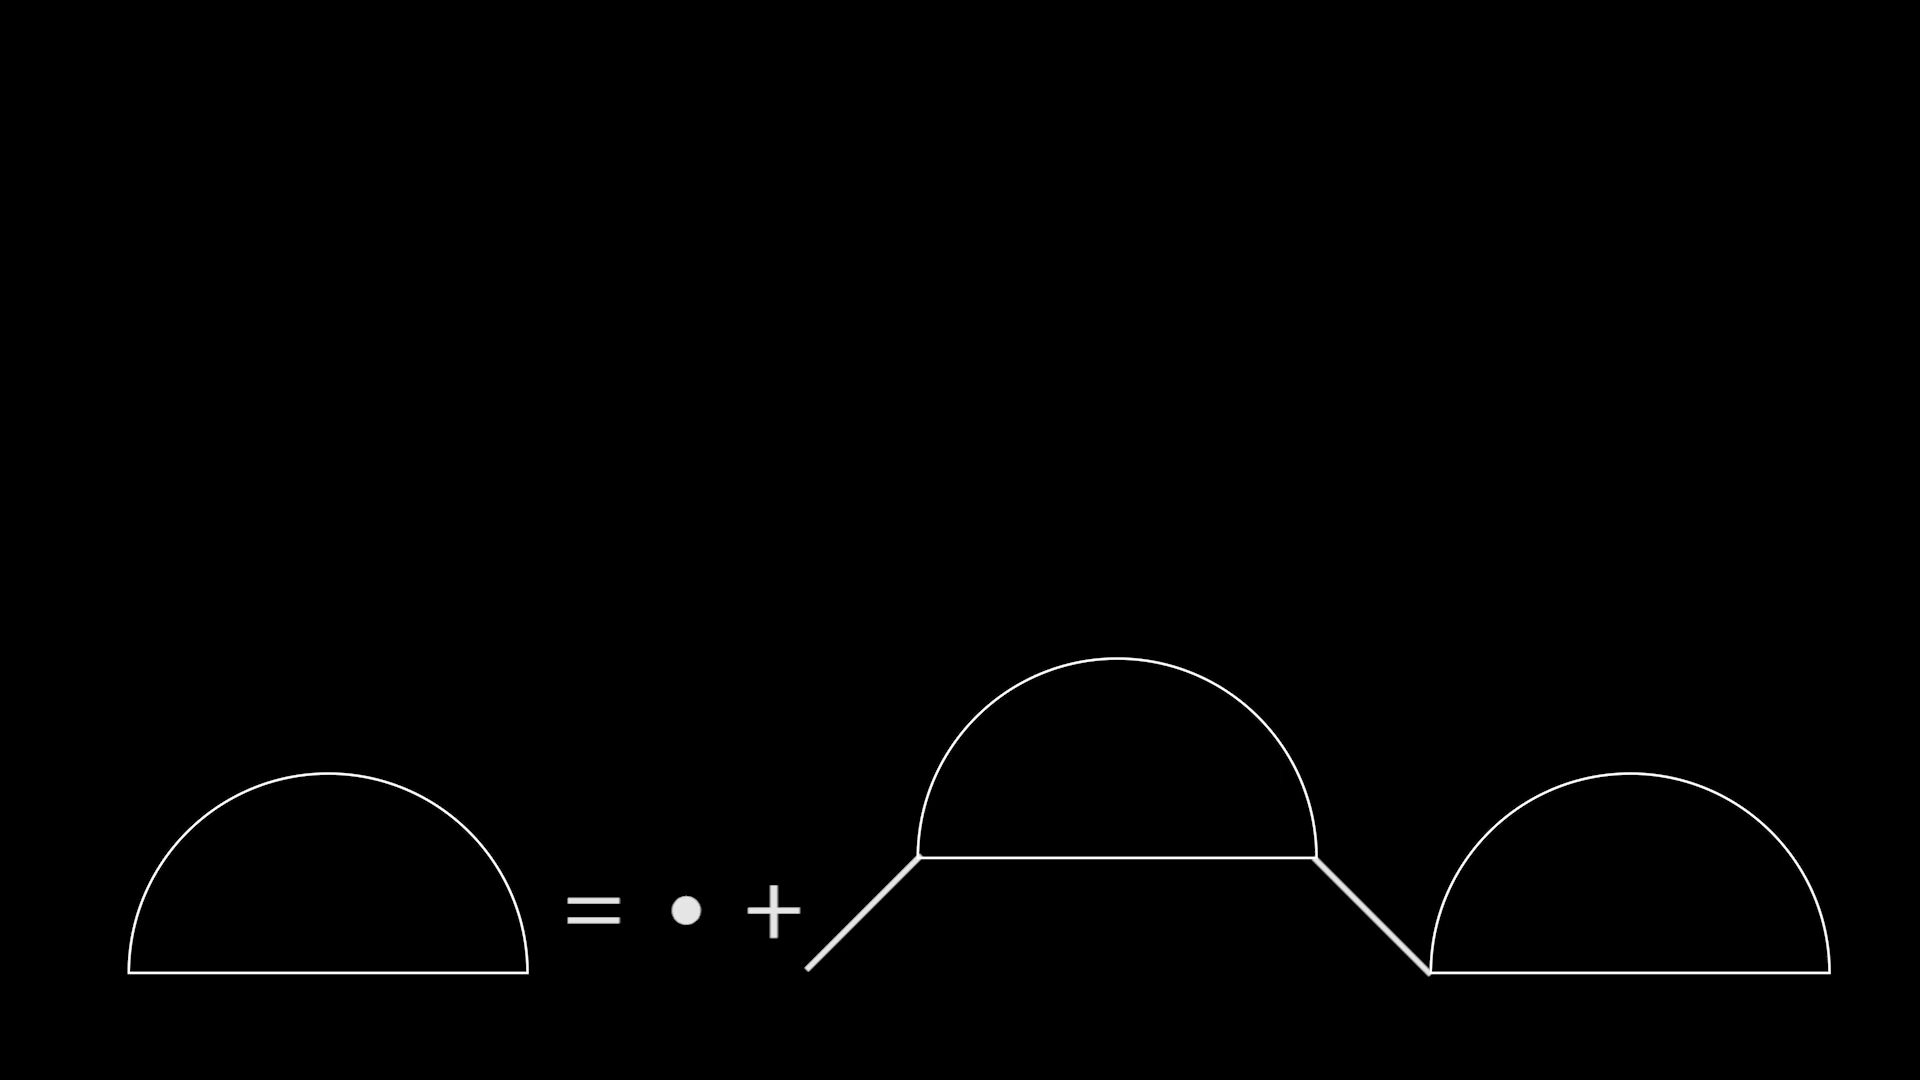 = • +